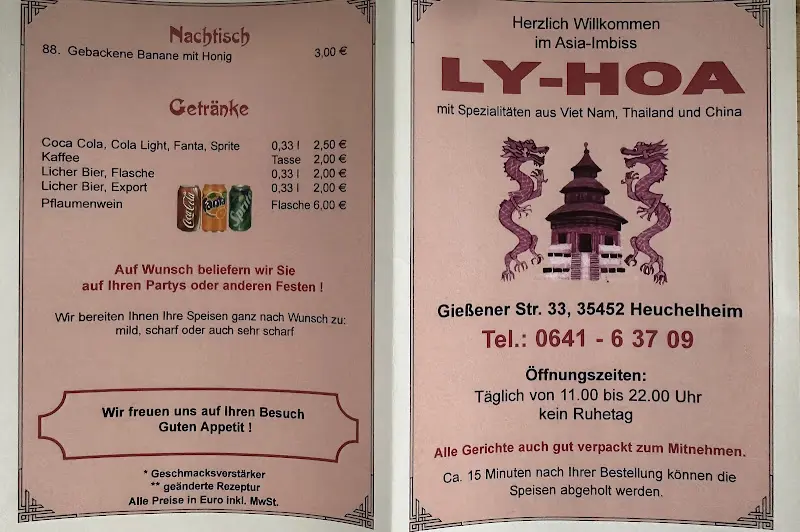 Nachtisch
88. Gebackene Banane mit Honig 3,00 €
Getränke
Coca Cola, Cola Light, Fanta, Sprite 0,33 l 2,50 €
Kaffee Tasse 2,00 €
Licher Bier, Flasche 0,33 l 2,00 €
Licher Bier, Export 0,33 l 2,00 €
Pflaumenwein Flasche 6,00 €
Coca-Cola Fanta Sprite
Auf Wunsch beliefern wir Sie
auf Ihren Partys oder anderen Festen !
Wir bereiten Ihnen Ihre Speisen ganz nach Wunsch zu:
mild, scharf oder auch sehr scharf
Wir freuen uns auf Ihren Besuch
Guten Appetit !
* Geschmacksverstärker
** geänderte Rezeptur
Alle Preise in Euro inkl. MwSt.
Herzlich Willkommen
im Asia-Imbiss
LY-HOA
mit Spezialitäten aus Viet Nam, Thailand und China
Gießener Str. 33, 35452 Heuchelheim
Tel.: 0641 - 6 37 09
Öffnungszeiten:
Täglich von 11.00 bis 22.00 Uhr
kein Ruhetag
Alle Gerichte auch gut verpackt zum Mitnehmen.
Ca. 15 Minuten nach Ihrer Bestellung können die
Speisen abgeholt werden.